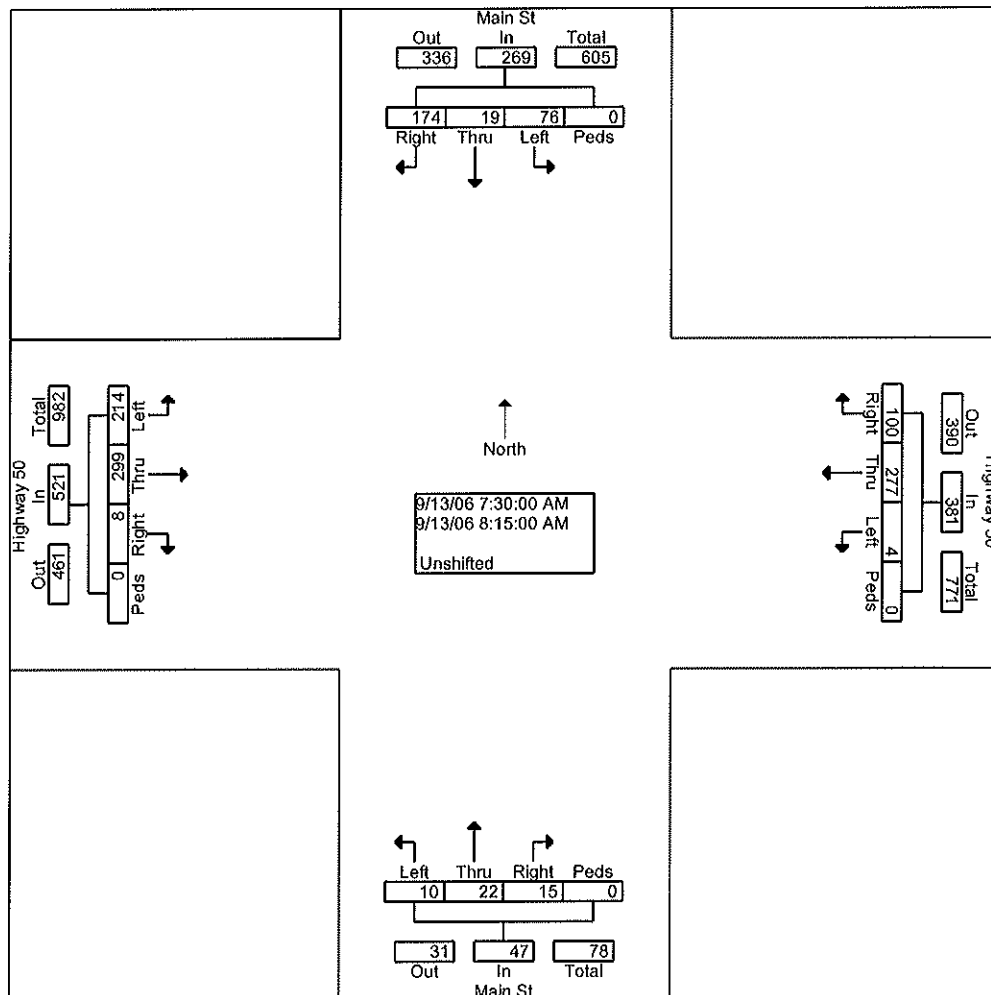 Main St
Out In Total
336 269 605
174 19 76 0
Right Thru Left Peds
Highway 50
Total In Out
982 521 461
214 299 8 0
Left Thru Right Peds
North
9/13/06 7:30:00 AM
9/13/06 8:15:00 AM
Unshifted
Right Thru Left Peds
100 277 4 0
Out In Total
390 381 771
Highway 50
Left Thru Right Peds
10 22 15 0
31 47 78
Out In Total
Main St